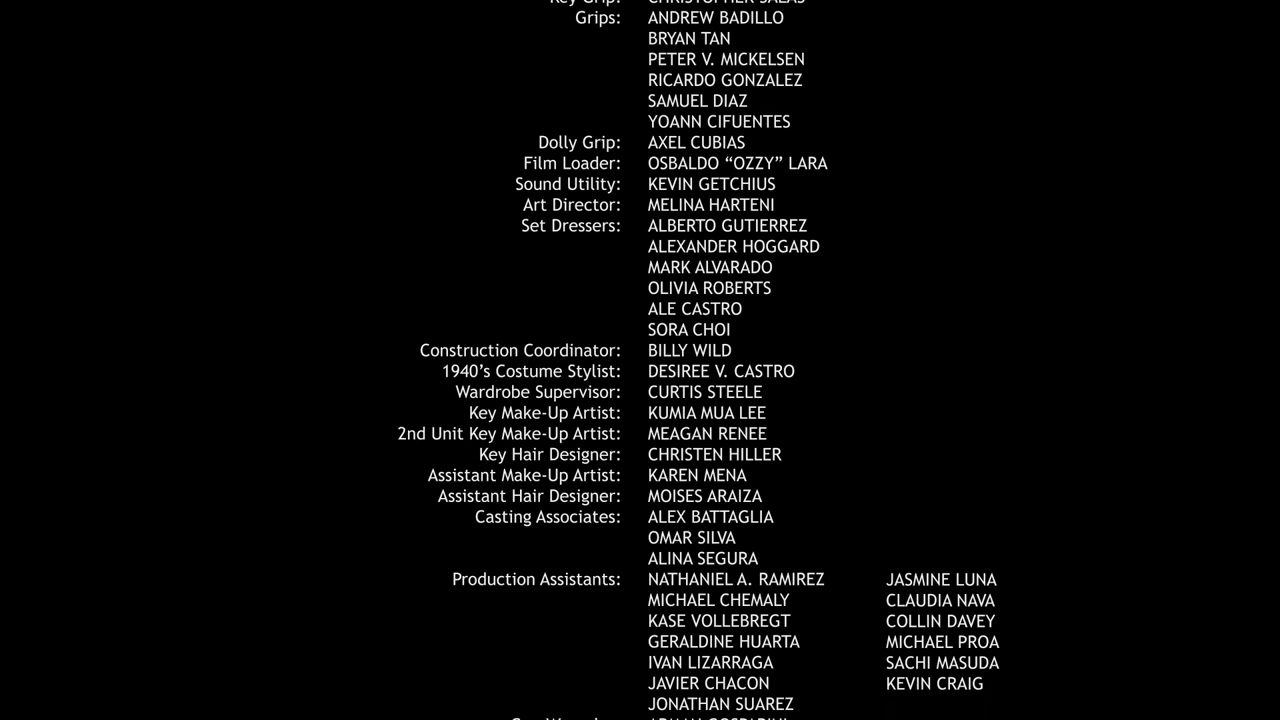 Key Grip: CHRISTOPHER SALAS
Grips: ANDREW BADILLO
BRYAN TAN
PETER V. MICKELSEN
RICARDO GONZALEZ
SAMUEL DIAZ
YOANN CIFUENTES
Dolly Grip: AXEL CUBIAS
Film Loader: OSBALDO “OZZY” LARA
Sound Utility: KEVIN GETCHIUS
Art Director: MELINA HARTENI
Set Dressers: ALBERTO GUTIERREZ
ALEXANDER HOGGARD
MARK ALVARADO
OLIVIA ROBERTS
ALE CASTRO
SORA CHOI
Construction Coordinator: BILLY WILD
1940’s Costume Stylist: DESIREE V. CASTRO
Wardrobe Supervisor: CURTIS STEELE
Key Make-Up Artist: KUMIA MUA LEE
2nd Unit Key Make-Up Artist: MEAGAN RENEE
Key Hair Designer: CHRISTEN HILLER
Assistant Make-Up Artist: KAREN MENA
Assistant Hair Designer: MOISES ARAIZA
Casting Associates: ALEX BATTAGLIA
OMAR SILVA
ALINA SEGURA
Production Assistants: NATHANIEL A. RAMIREZ JASMINE LUNA
MICHAEL CHEMALY CLAUDIA NAVA
KASE VOLLEBREGT COLLIN DAVEY
GERALDINE HUARTA MICHAEL PROA
IVAN LIZARRAGA SACHI MASUDA
JAVIER CHACON KEVIN CRAIG
JONATHAN SUAREZ